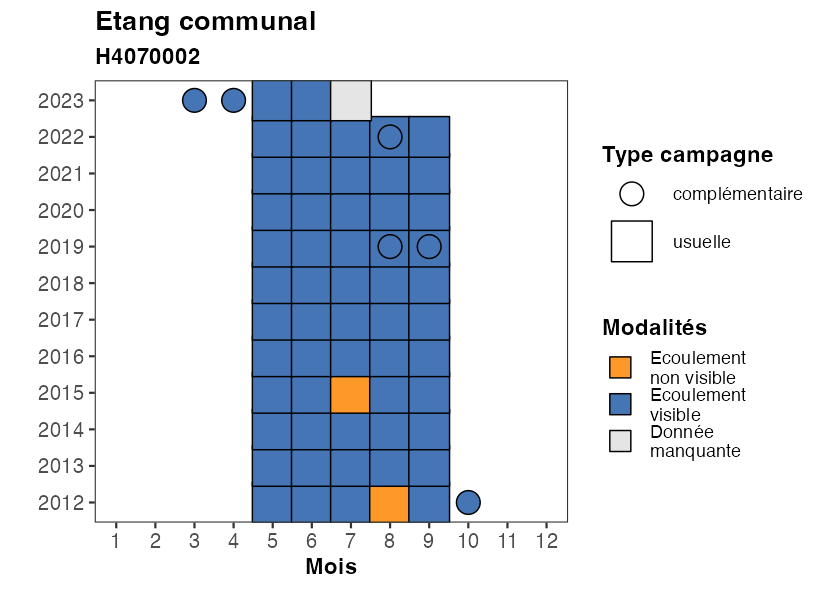 Etang communal
H4070002
2023
2022
2021
2020
2019
2018
2017
2016
2015
2014
2013
2012
1 2 3 4 5 6 7 8 9 10 11 12
Mois
Type campagne
complémentaire
usuelle
Modalités
Ecoulement
non visible
Ecoulement
visible
Donnée
manquante